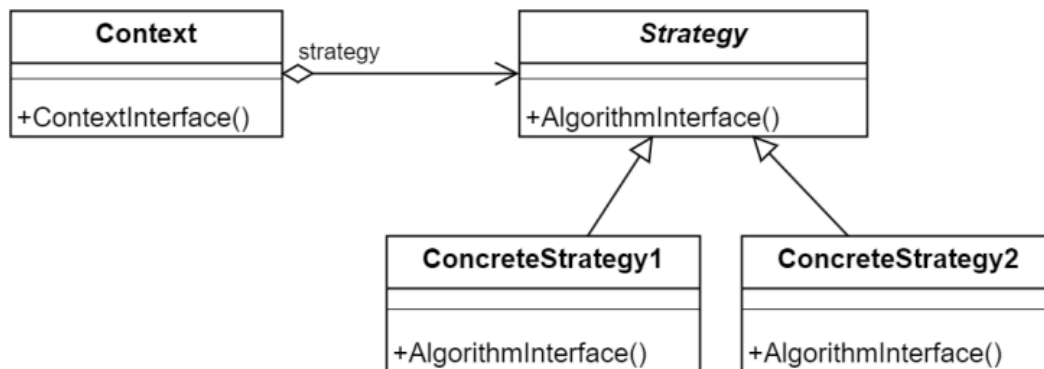 Context
strategy
Strategy
+ContextInterface()
+AlgorithmInterface()
ConcreteStrategy1
ConcreteStrategy2
+AlgorithmInterface()
+AlgorithmInterface()